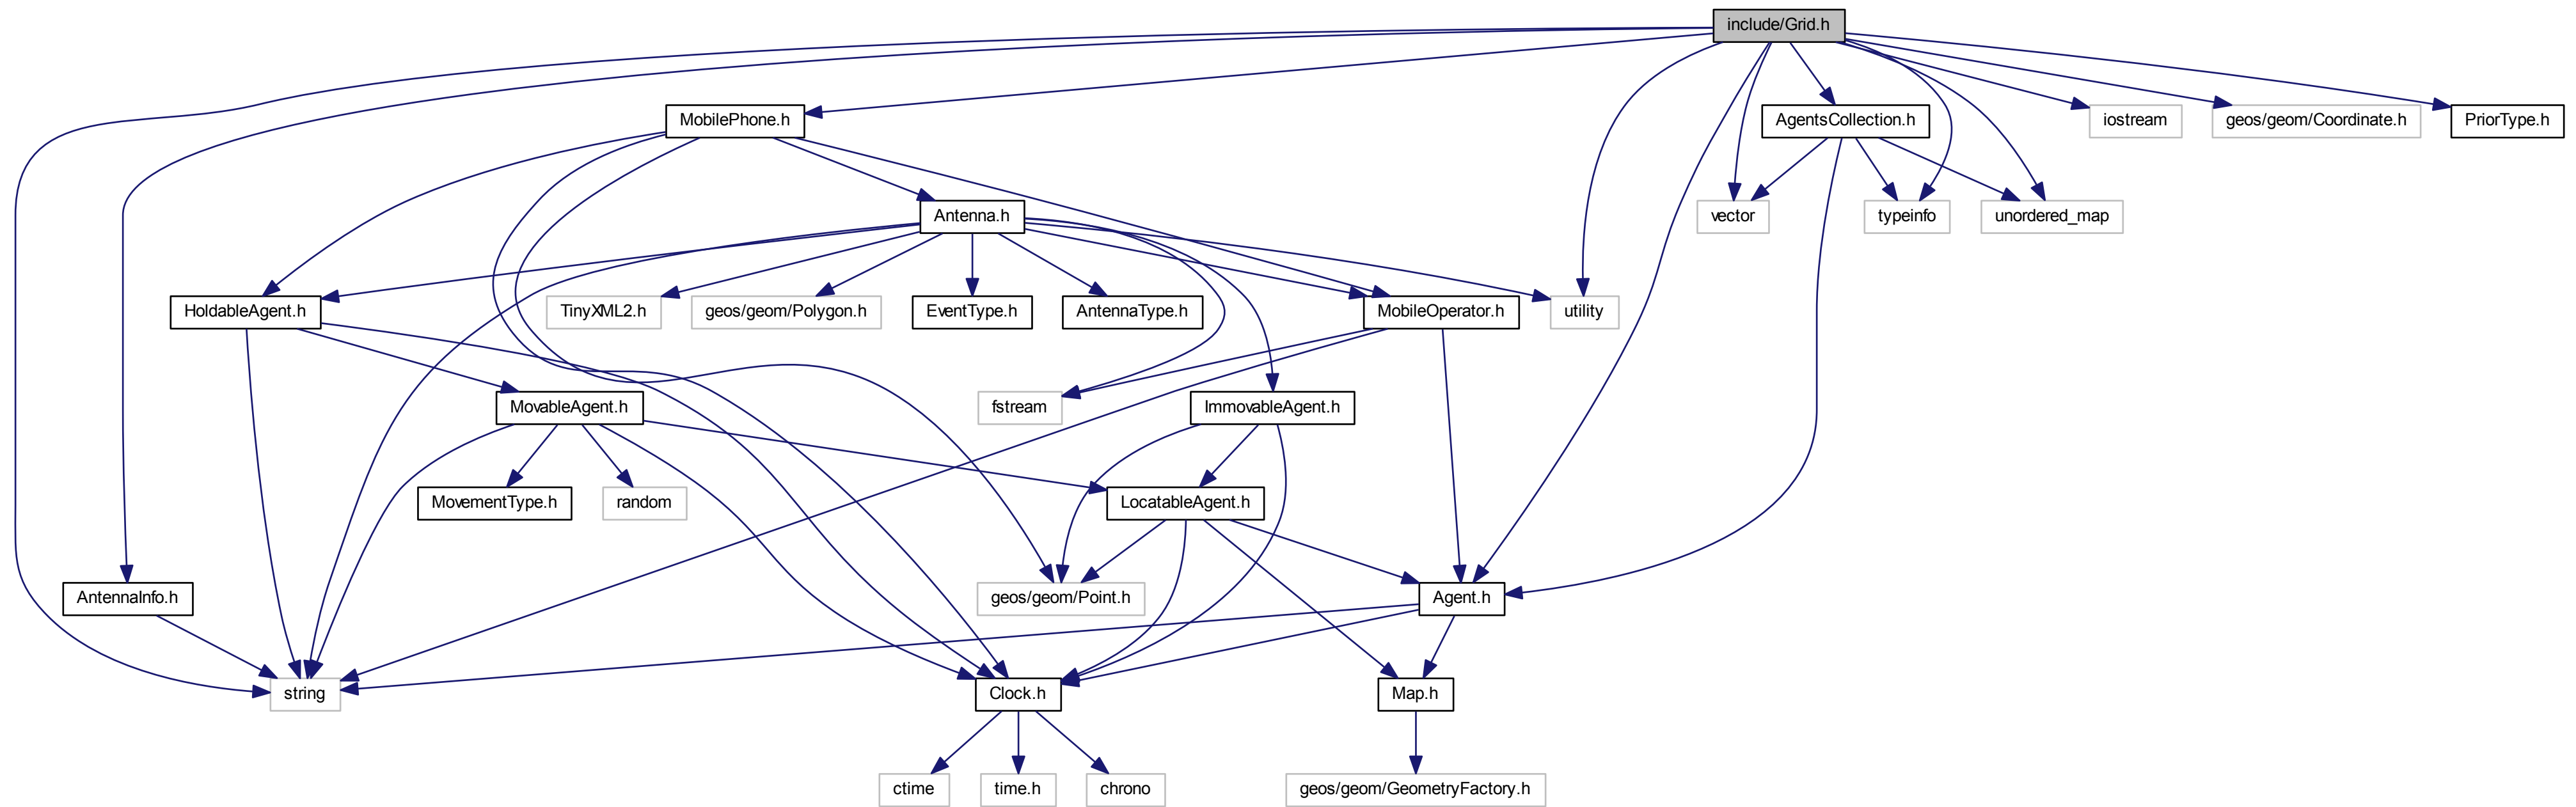 include/Grid.h
MobilePhone.h
AgentsCollection.h
iostream
geos/geom/Coordinate.h
PriorType.h
Antenna.h
vector
typeinfo
unordered_map
HoldableAgent.h
TinyXML2.h
geos/geom/Polygon.h
EventType.h
AntennaType.h
MobileOperator.h
utility
MovableAgent.h
fstream
ImmovableAgent.h
MovementType.h
random
LocatableAgent.h
AntennaInfo.h
geos/geom/Point.h
Agent.h
string
Clock.h
Map.h
ctime
time.h
chrono
geos/geom/GeometryFactory.h